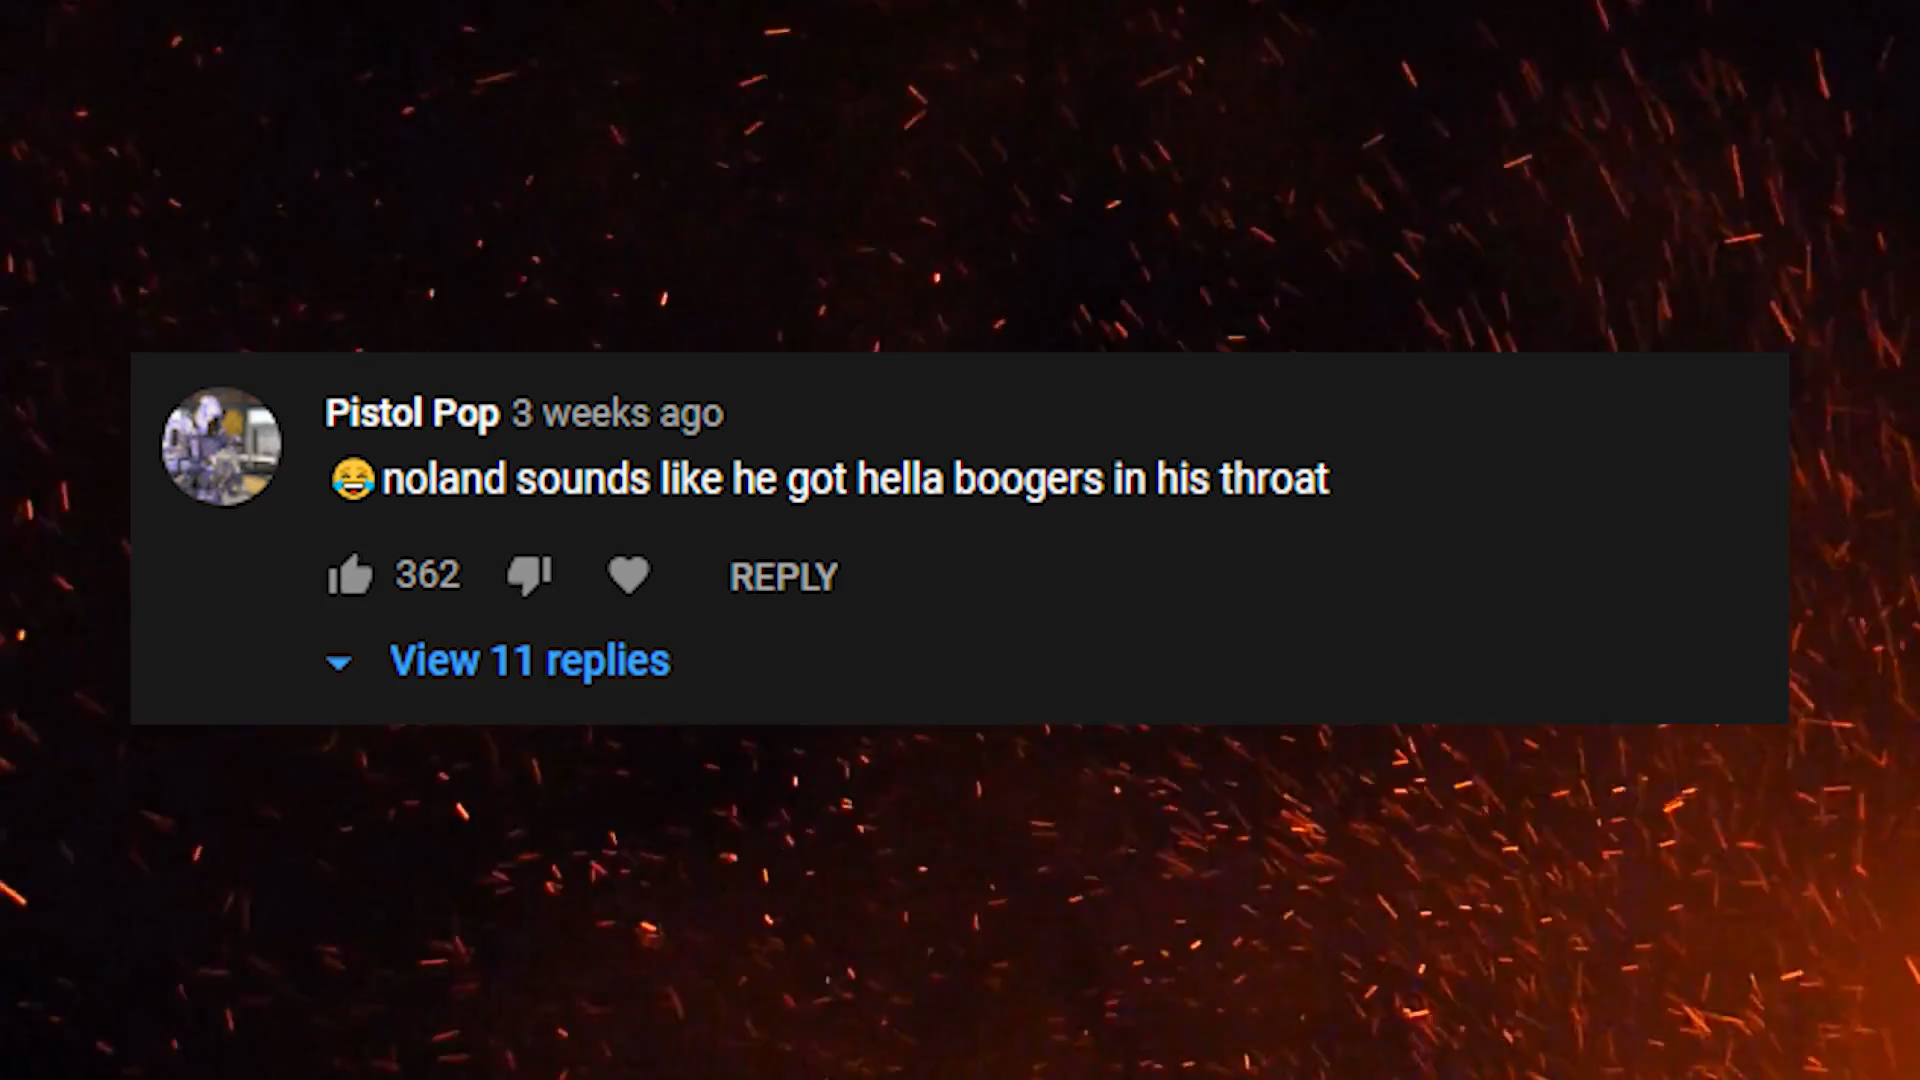 Pistol Pop 3 weeks ago
😂noland sounds like he got hella boogers in his throat
362 REPLY
View 11 replies